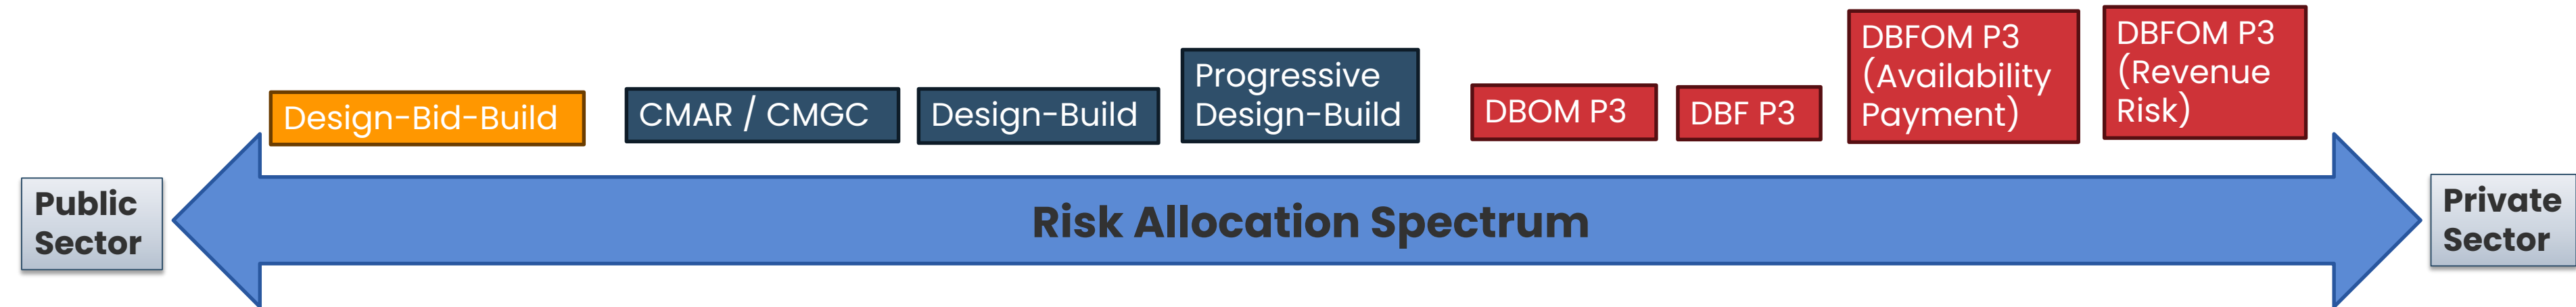 Design-Bid-Build
CMAR / CMGC
Design-Build
Progressive
Design-Build
DBOM P3
DBF P3
DBFOM P3
(Availability
Payment)
DBFOM P3
(Revenue
Risk)
Public
Sector
Risk Allocation Spectrum
Private
Sector